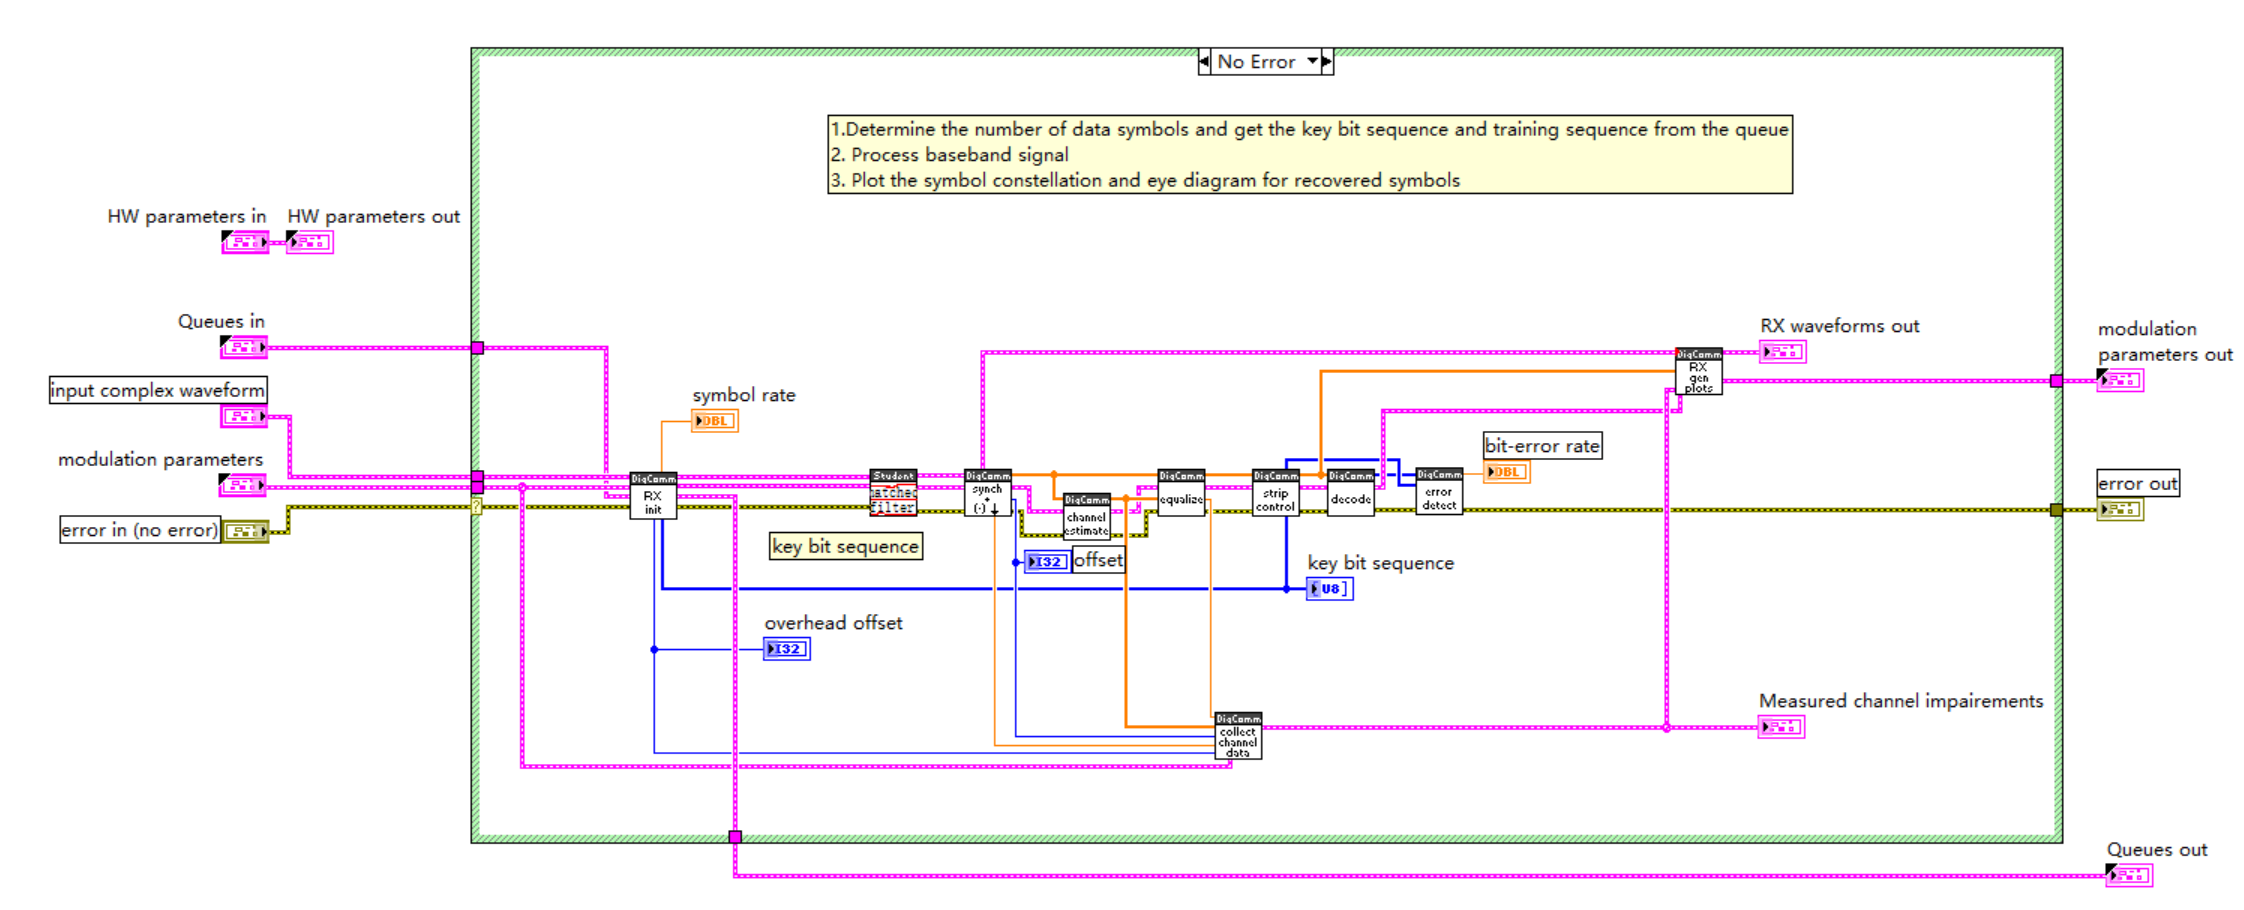 No Error
1.Determine the number of data symbols and get the key bit sequence and training sequence from the queue
2. Process baseband signal
3. Plot the symbol constellation and eye diagram for recovered symbols
HW parameters in
HW parameters out
Queues in
input complex waveform
modulation parameters
error in (no error)
?
symbol rate
DBL
DigComm
RX
init
Student
matched
filter
DigComm
synch
+
(·) ↓
DigComm
channel
estimate
DigComm
equalize
DigComm
strip
control
DigComm
decode
DigComm
error
detect
bit-error rate
DBL
DigComm
RX
gen
plots
RX waveforms out
modulation
parameters out
error out
key bit sequence
I32
offset
key bit sequence
[U8]
overhead offset
I32
DigComm
collect
channel
data
Measured channel impairements
Queues out